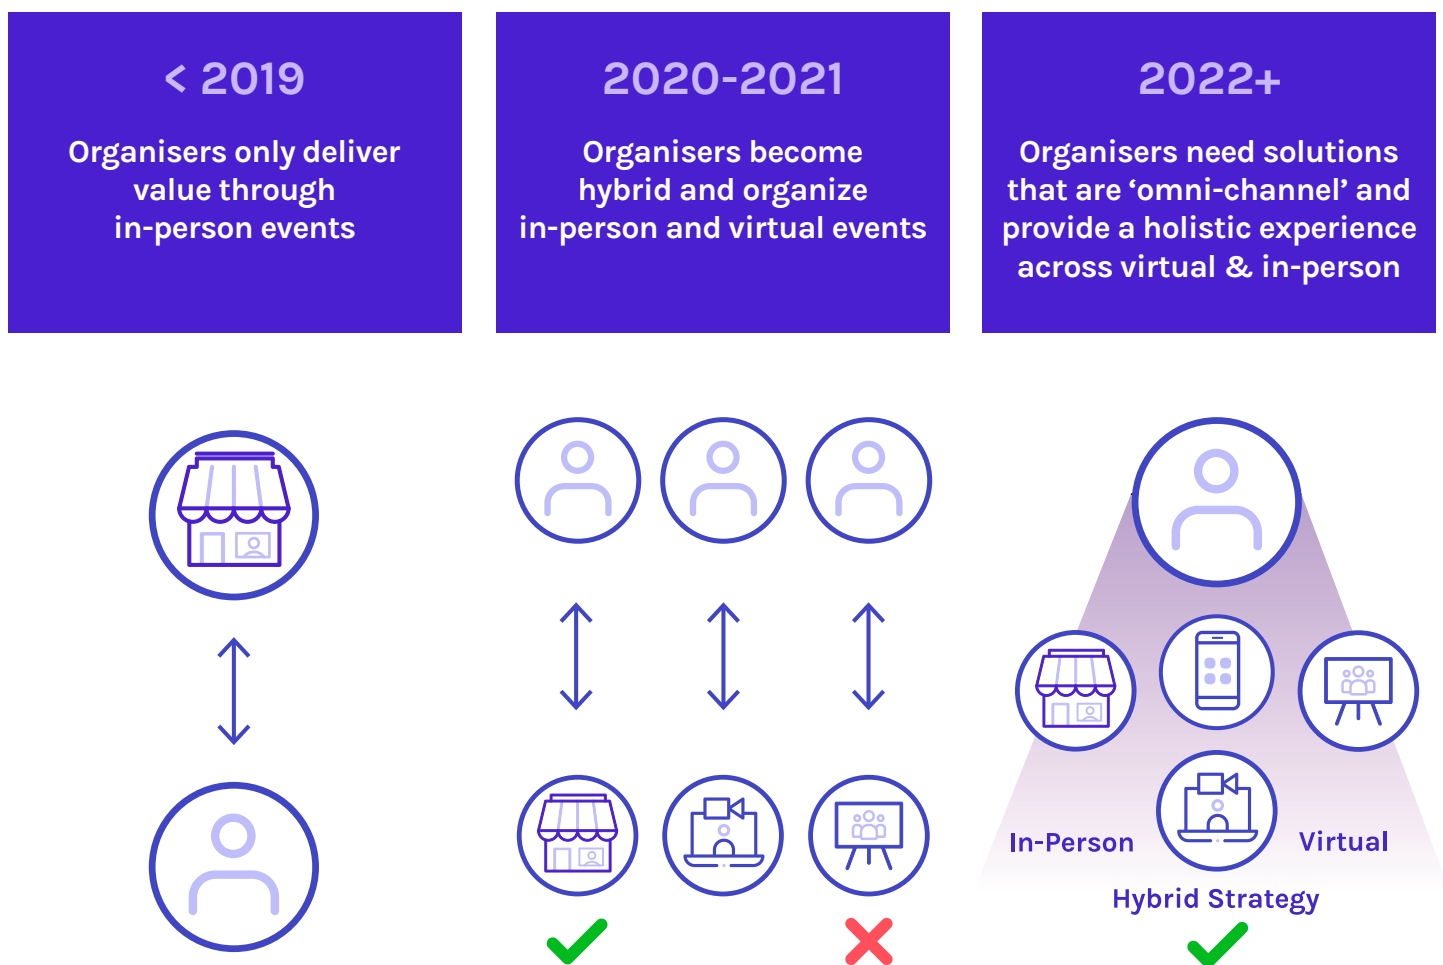 < 2019
Organisers only deliver
value through
in-person events
2020-2021
Organisers become
hybrid and organize
in-person and virtual events
2022+
Organisers need solutions
that are ‘omni-channel’ and
provide a holistic experience
across virtual & in-person
In-Person
Virtual
Hybrid Strategy